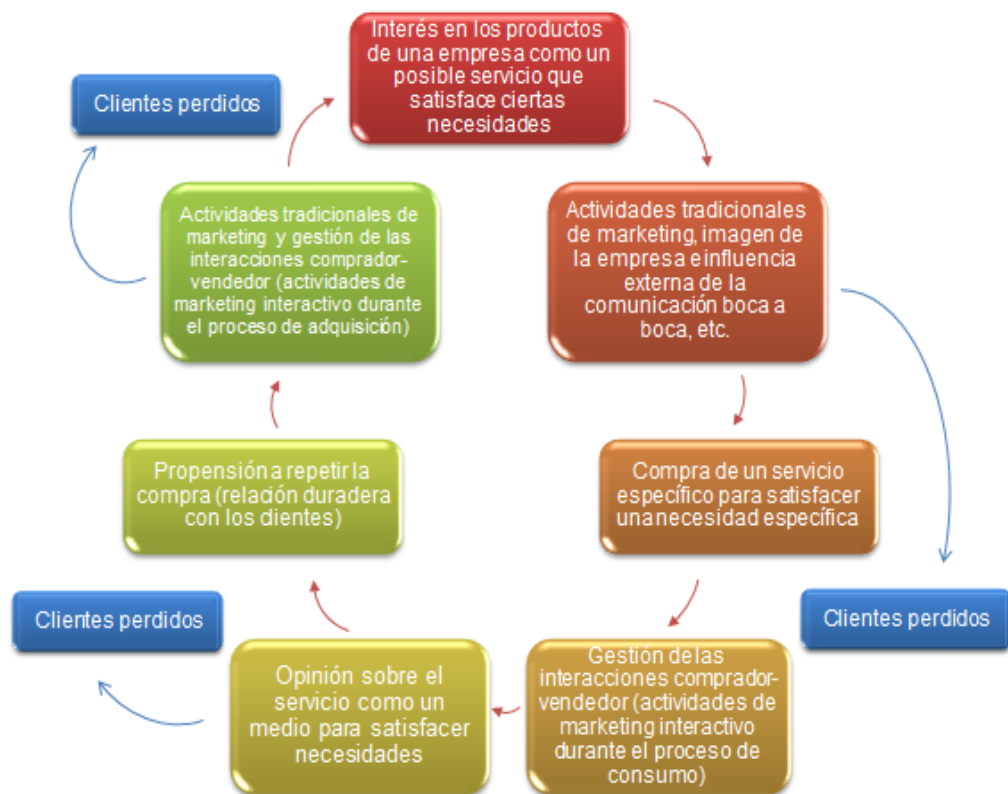 Interés en los productos
de una empresa como un
posible servicio que
satisface ciertas
necesidades
Clientes perdidos
Actividades tradicionales
de marketing, imagen de
la empresa e influencia
externa de la
comunicación boca a
boca, etc.
Compra de un servicio
específico para satisfacer
una necesidad específica
Clientes perdidos
Gestión de las
interacciones comprador-
vendedor (actividades de
marketing interactivo
durante el proceso de
consumo)
Opinión sobre el
servicio como un
medio para satisfacer
necesidades
Clientes perdidos
Propensión a repetir la
compra (relación duradera
con los clientes)
Actividades tradicionales de
marketing y gestión de las
interacciones comprador-
vendedor (actividades de
marketing interactivo durante
el proceso de adquisición)